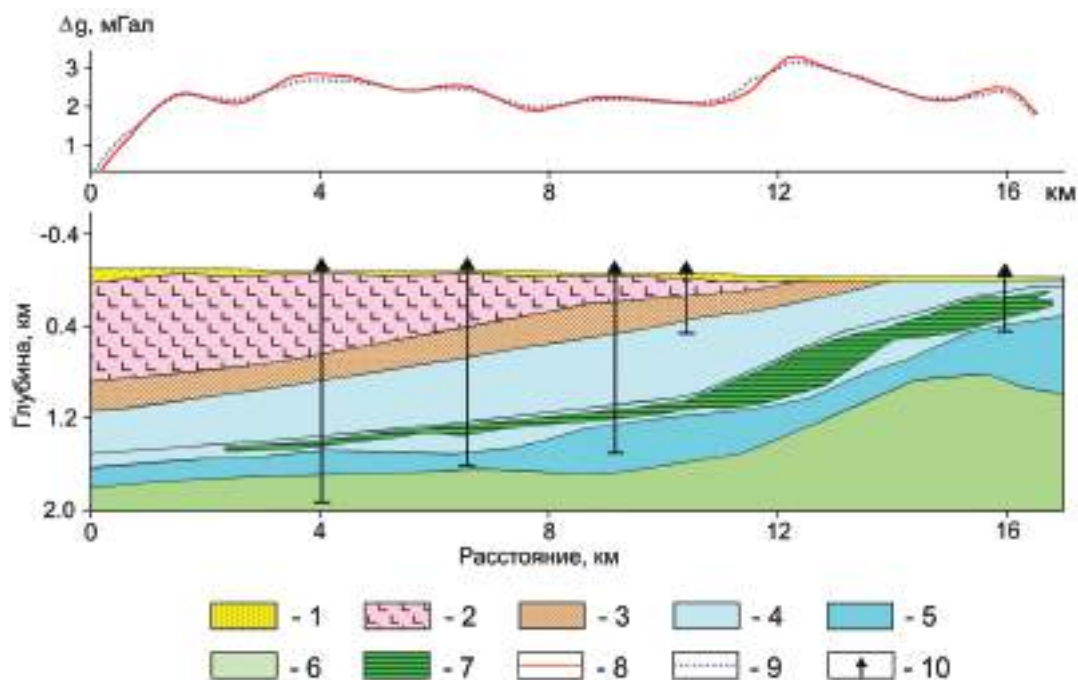 Δg, мГал
3
2
1
0 4 8 12 16 км
-0.4
0.4
1.2
2.0
Глубина, км
0 4 8 12 16
Расстояние, км
- 1 - 2 - 3 - 4 - 5
- 6 - 7 - 8 - 9 - 10